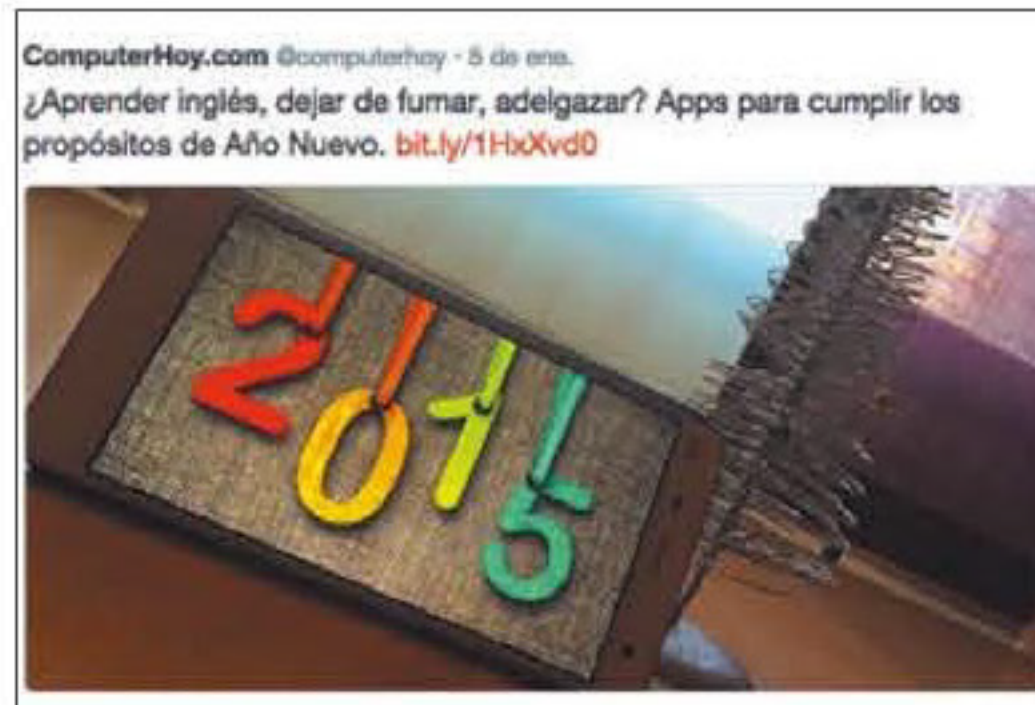 ComputerHoy.com @computerhoy · 5 de ene.
¿Aprender inglés, dejar de fumar, adelgazar? Apps para cumplir los
propósitos de Año Nuevo. bit.ly/1HxXvd0
2015